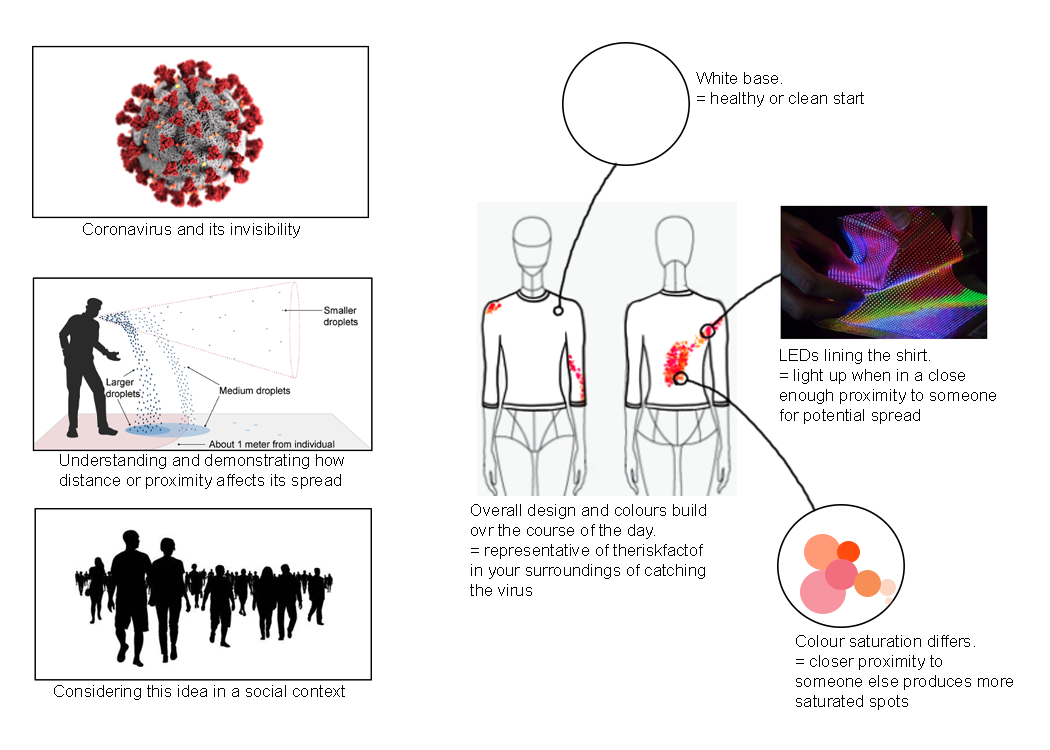 Coronavirus and its invisibility
Smaller
droplets
Larger
droplets
Medium droplets
About 1 meter from individual
Understanding and demonstrating how
distance or proximity affects its spread
Considering this idea in a social context
White base.
= healthy or clean start
LEDs lining the shirt.
= light up when in a close
enough proximity to someone
for potential spread
Overall design and colours build
ovr the course of the day.
= representative of theriskfactof
in your surroundings of catching
the virus
Colour saturation differs.
= closer proximity to
someone else produces more
saturated spots